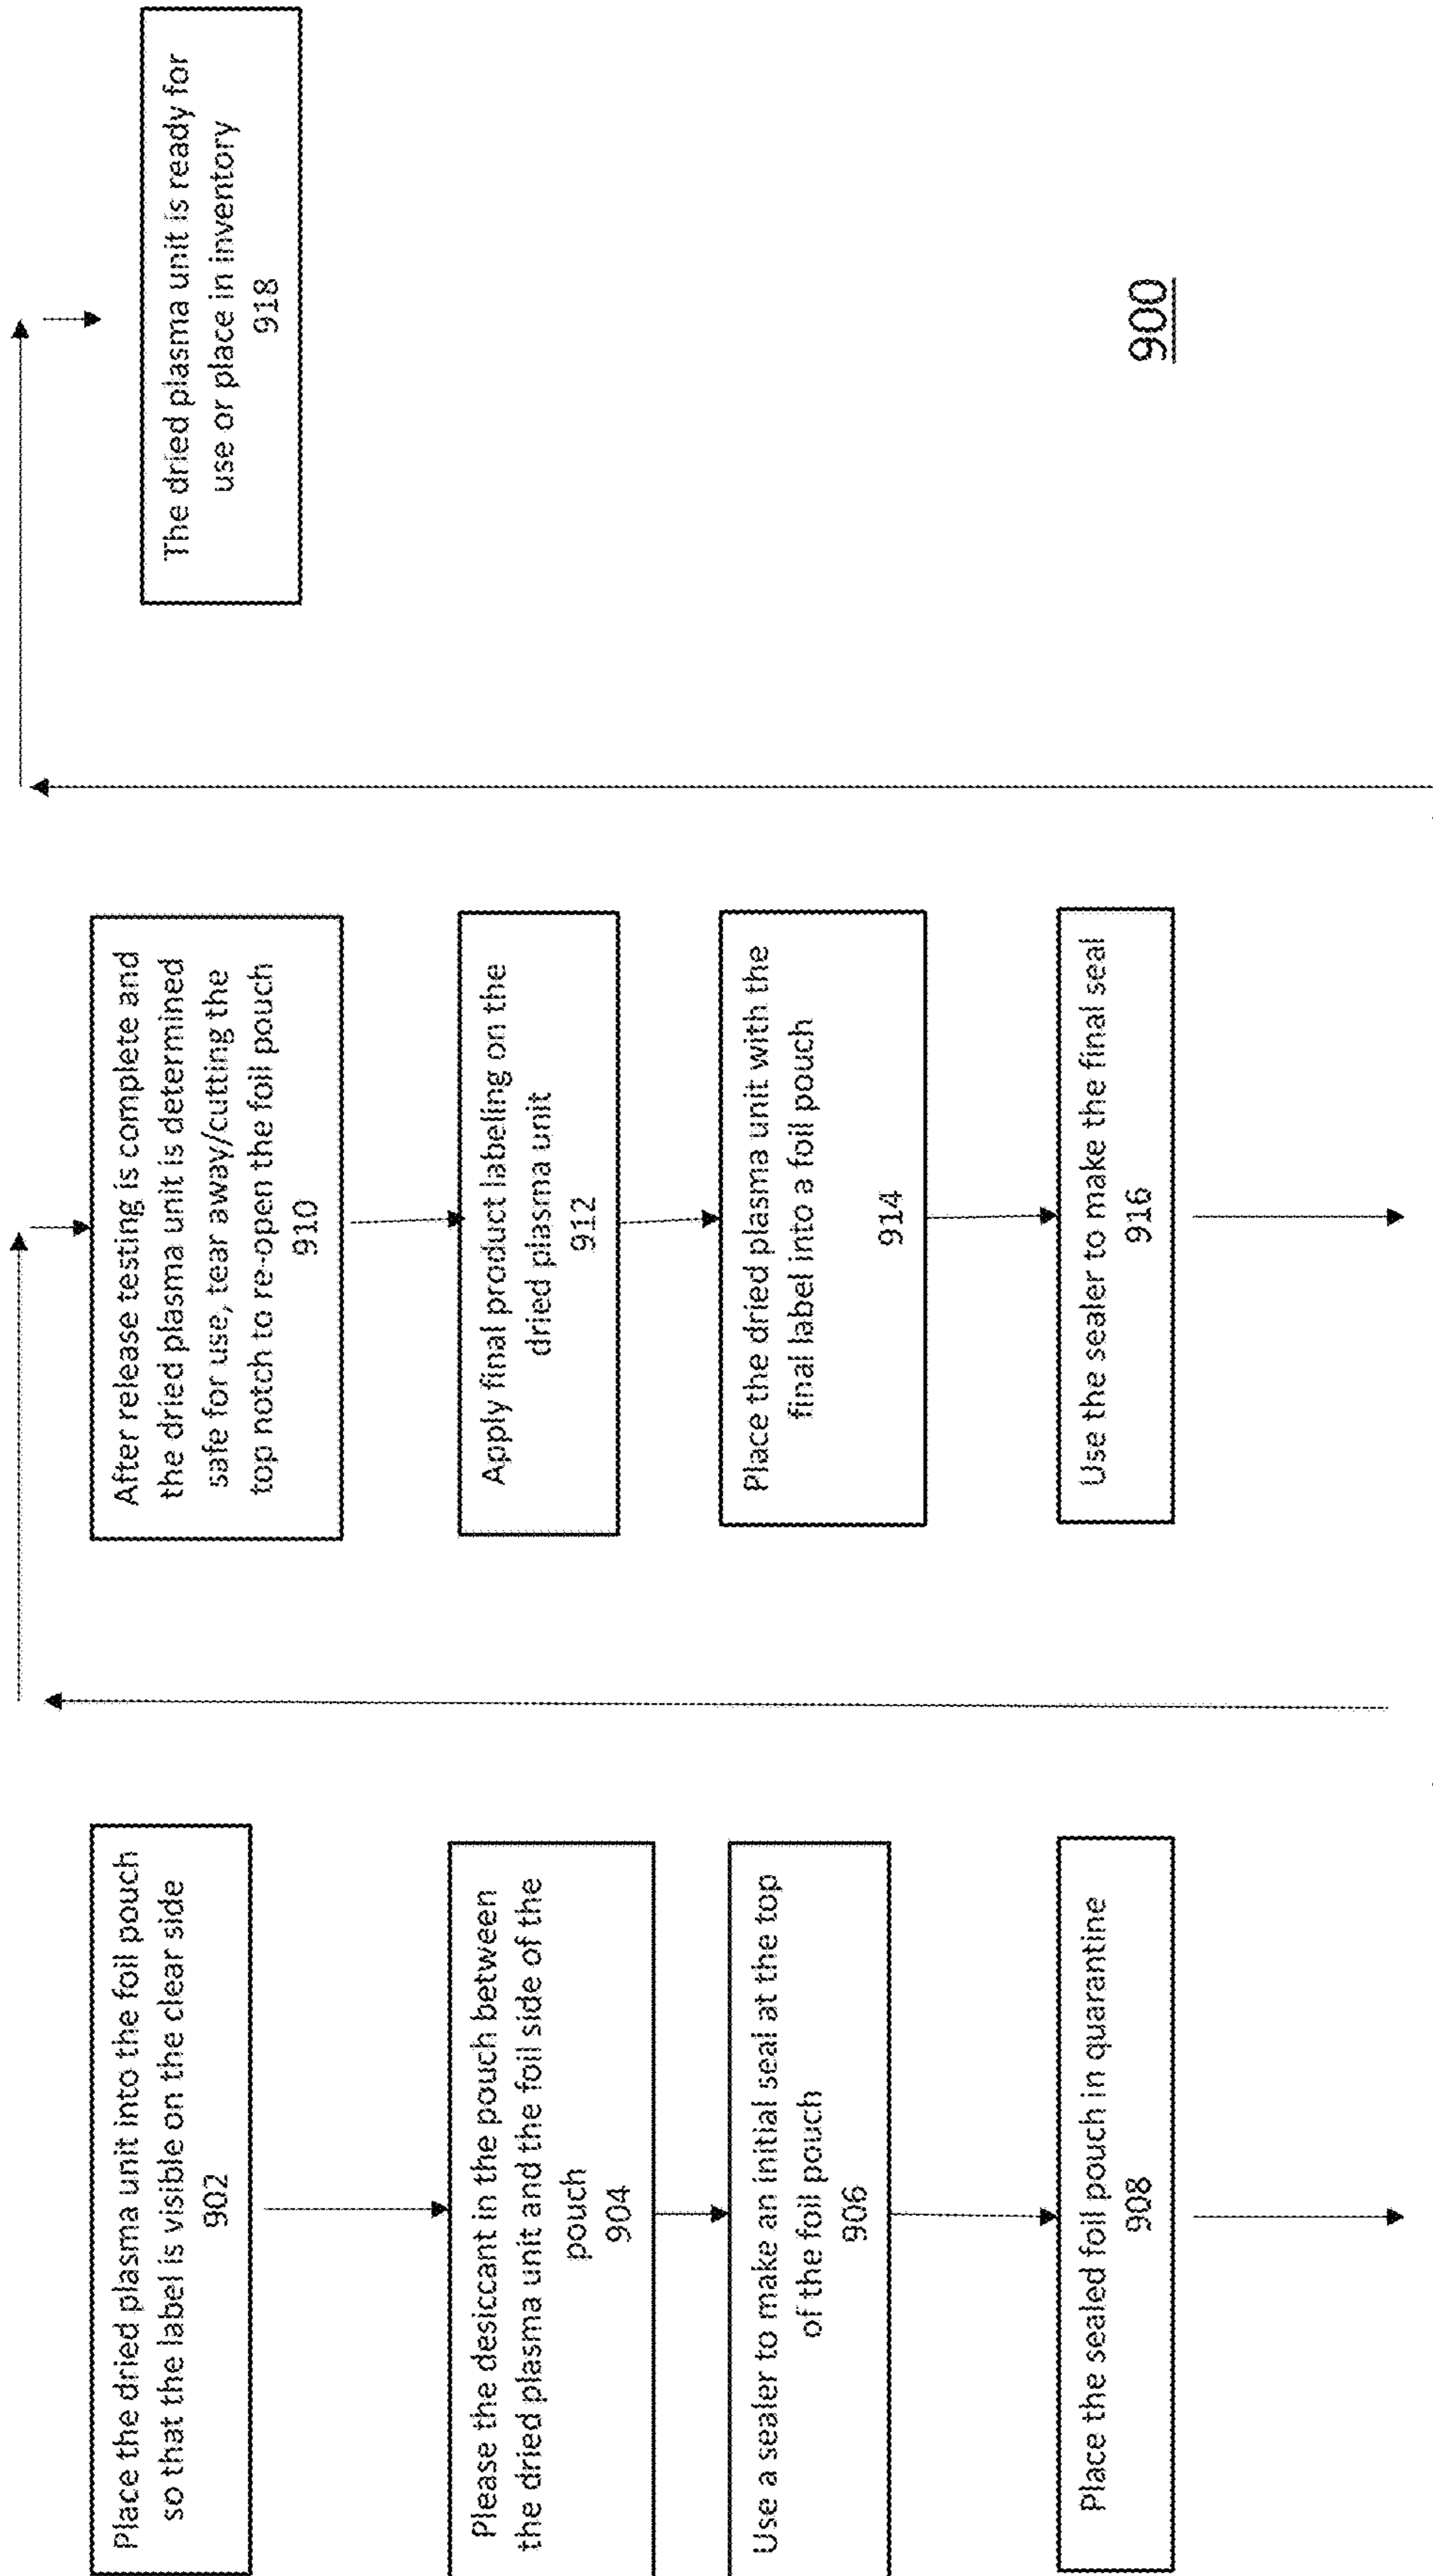 Place the dried plasma unit into the foil pouch
so that the label is visible on the clear side
902
Please the desiccant in the pouch between
the dried plasma unit and the foil side of the
pouch
904
Use a sealer to make an initial seal at the top
of the foil pouch
906
Place the sealed foil pouch in quarantine
908
After release testing is complete and
the dried plasma unit is determined
safe for use, tear away/cutting the
top notch to re-open the foil pouch
910
Apply final product labeling on the
dried plasma unit
912
Place the dried plasma unit with the
final label into a foil pouch
914
Use the sealer to make the final seal
916
The dried plasma unit is ready for
use or place in inventory
918
900